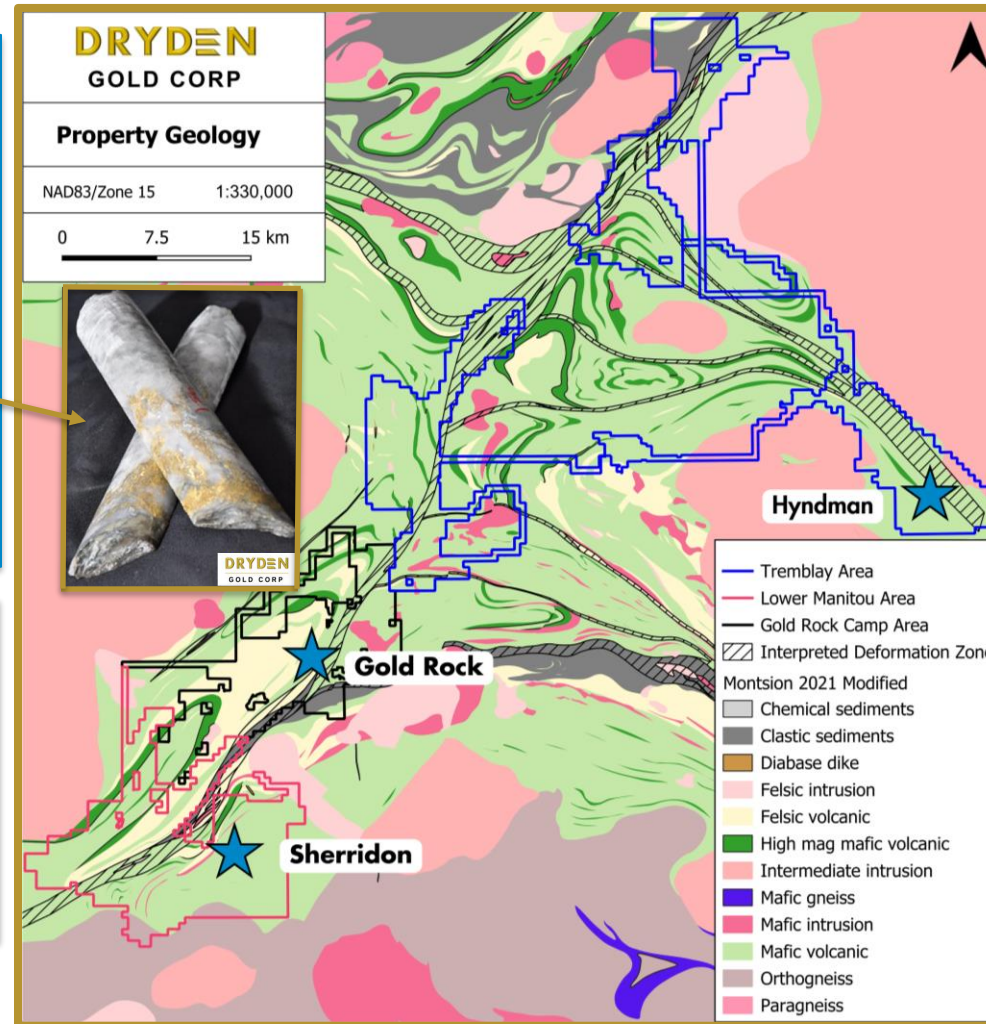 DRYDEN
GOLD CORP
Property Geology
NAD83/Zone 15 1:330,000
0 7.5 15 km
DRYDEN
GOLD CORP
Hyndman
Gold Rock
Sherridon
Tremblay Area
Lower Manitou Area
Gold Rock Camp Area
Interpreted Deformation Zone
Montsion 2021 Modified
Chemical sediments
Clastic sediments
Diabase dike
Felsic intrusion
Felsic volcanic
High mag mafic volcanic
Intermediate intrusion
Mafic gneiss
Mafic intrusion
Mafic volcanic
Orthogneiss
Paragneiss